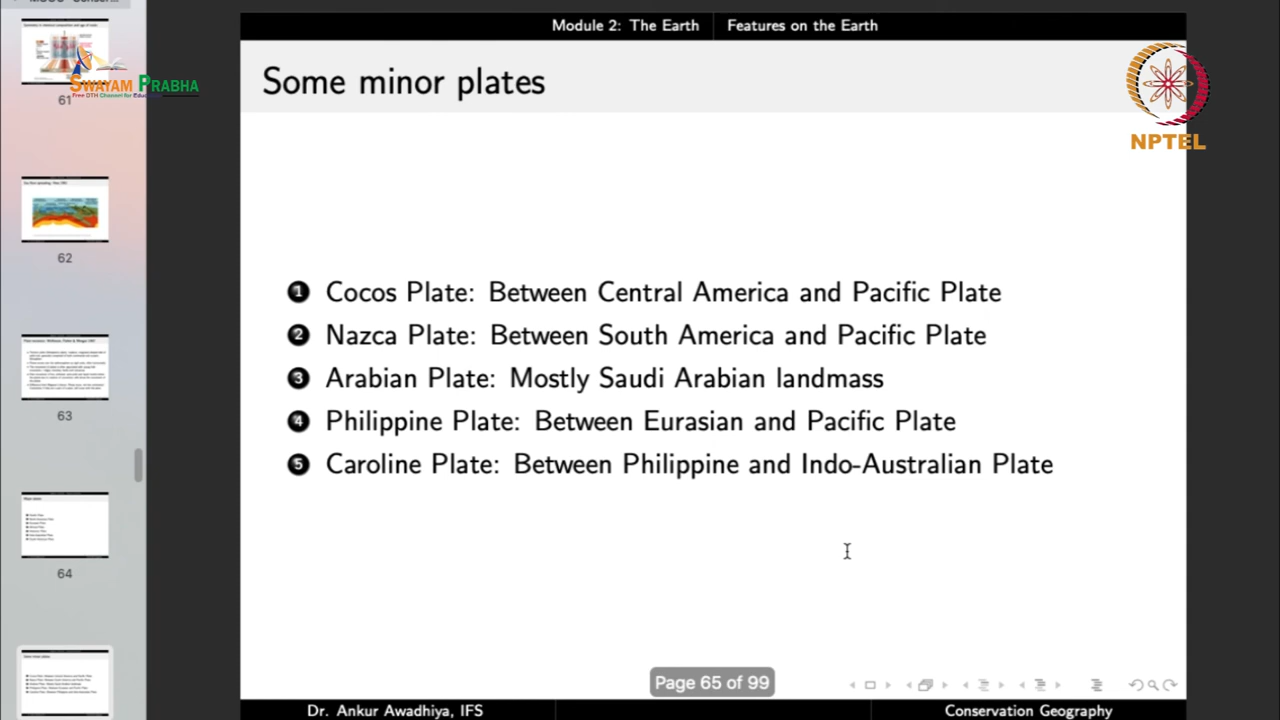 Module 2: The Earth
Features on the Earth
Some minor plates
SWAYAM PRABHA
Free DTH Channel for
NPTEL
61
62
63
64
1 Cocos Plate: Between Central America and Pacific Plate
2 Nazca Plate: Between South America and Pacific Plate
3 Arabian Plate: Mostly Saudi Arabian landmass
4 Philippine Plate: Between Eurasian and Pacific Plate
5 Caroline Plate: Between Philippine and Indo-Australian Plate
Page 65 of 99
Dr. Ankur Awadhiya, IFS
Conservation Geography